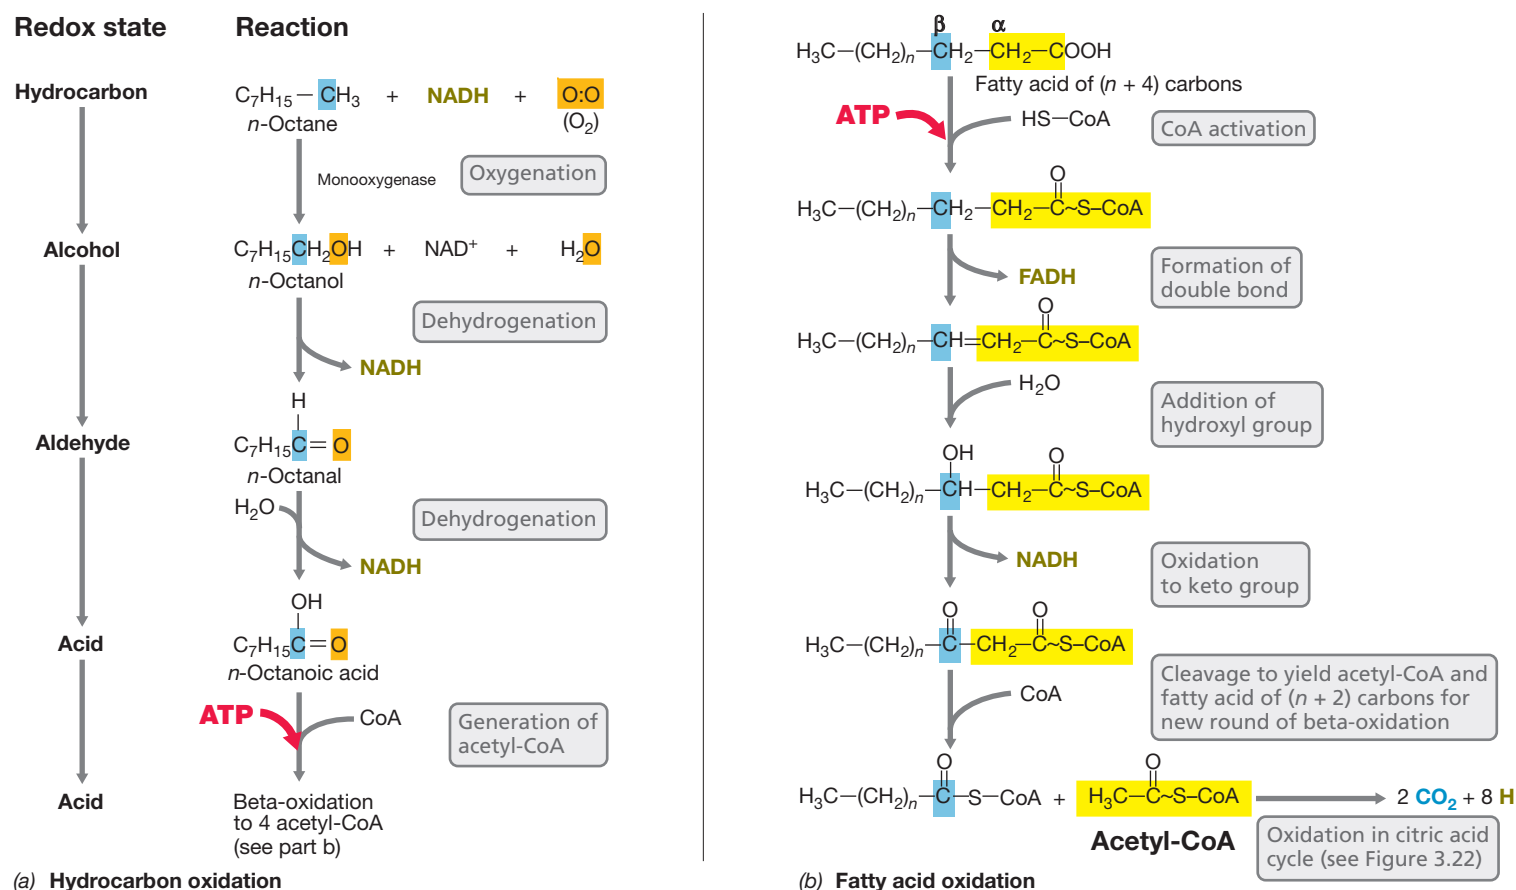 Redox state
Reaction
Hydrocarbon
C7H15—CH3 + NADH + O:O
n-Octane
(O2)
Monooxygenase
Oxygenation
Alcohol
C7H15CH2OH + NAD+ + H2O
n-Octanol
Dehydrogenation
NADH
H
Aldehyde
C7H15C=O
n-Octanal
H2O
Dehydrogenation
NADH
OH
Acid
C7H15C=O
n-Octanoic acid
ATP
CoA
Generation of
acetyl-CoA
Acid
Beta-oxidation
to 4 acetyl-CoA
(see part b)
(a) Hydrocarbon oxidation
β α
H3C—(CH2)n—CH2—CH2—COOH
Fatty acid of (n + 4) carbons
ATP
HS—CoA
CoA activation
O
H3C—(CH2)n—CH2—CH2—C~S—CoA
FADH
Formation of
double bond
O
H3C—(CH2)n—CH=CH2—C~S—CoA
H2O
Addition of
hydroxyl group
OH O
H3C—(CH2)n—CH—CH2—C~S—CoA
NADH
Oxidation
to keto group
O O
H3C—(CH2)n—C—CH2—C~S—CoA
CoA
Cleavage to yield acetyl-CoA and
fatty acid of (n + 2) carbons for
new round of beta-oxidation
O O
H3C—(CH2)n—C—S—CoA + H3C—C~S—CoA 2 CO2 + 8 H
Acetyl-CoA
Oxidation in citric acid
cycle (see Figure 3.22)
(b) Fatty acid oxidation